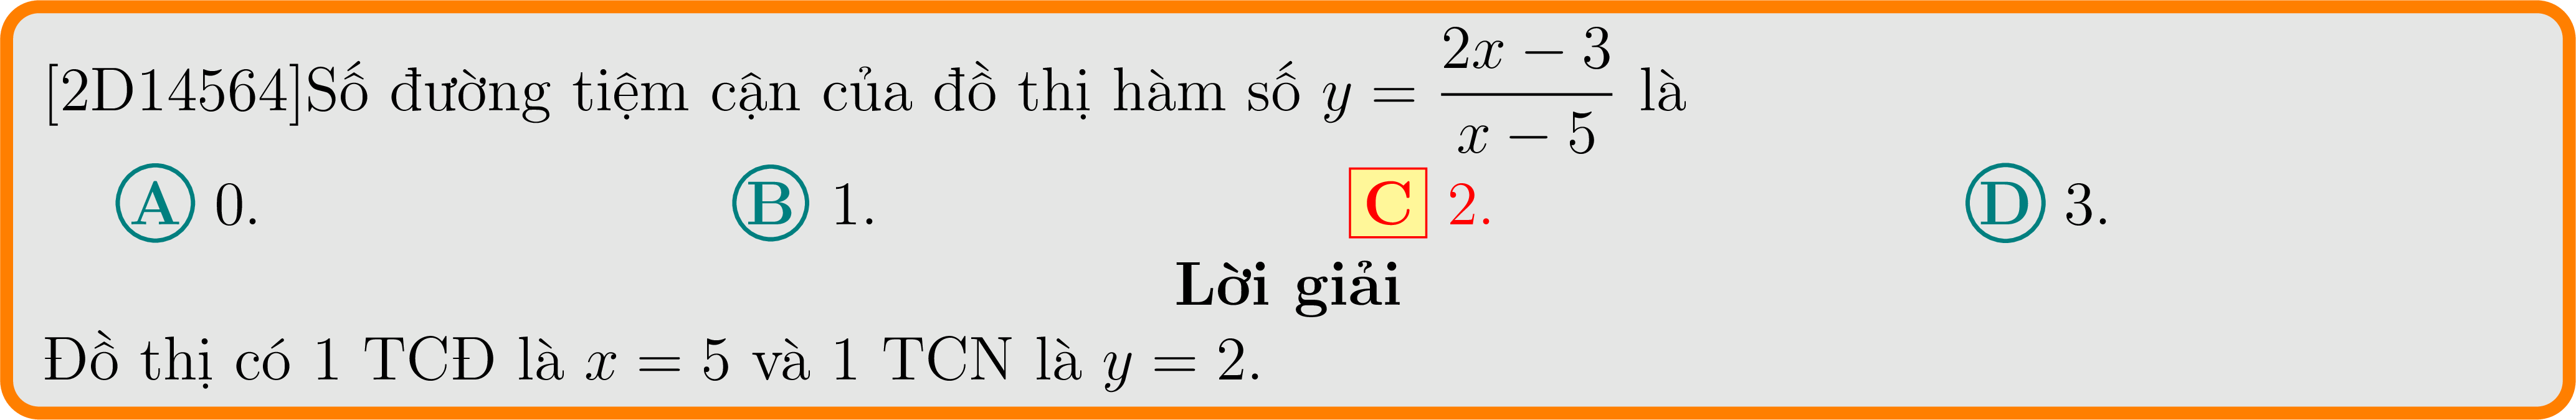 [2D14564]Số đường tiệm cận của đồ thị hàm số y = \frac{2x − 3}{x − 5} là
A 0. B 1. C 2. D 3.
Lời giải
Đồ thị có 1 TCĐ là x = 5 và 1 TCN là y = 2.